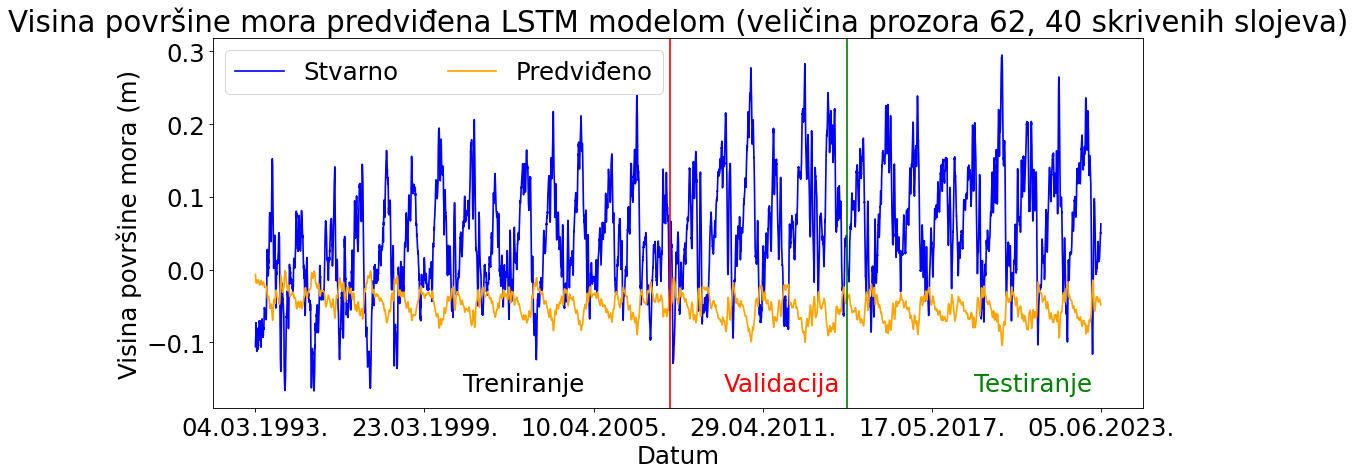 Visina površine mora predviđena LSTM modelom (veličina prozora 62, 40 skrivenih slojeva)
Stvarno
Predviđeno
Visina površine mora (m)
0.3
0.2
0.1
0.0
−0.1
Treniranje
Validacija
Testiranje
04.03.1993.
23.03.1999.
10.04.2005.
29.04.2011.
17.05.2017.
05.06.2023.
Datum